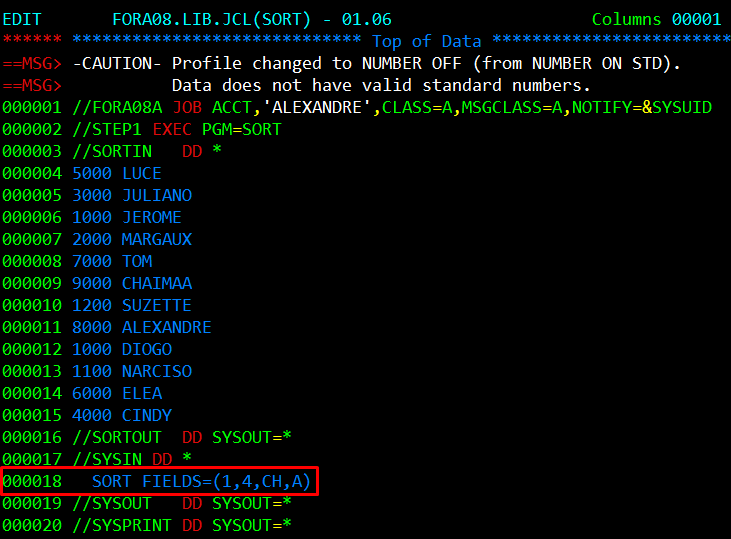 EDIT       FORA08.LIB.JCL(SORT) - 01.06                    Columns 00001
****** ***************************** Top of Data ************************
==MSG> -CAUTION- Profile changed to NUMBER OFF (from NUMBER ON STD).
==MSG>           Data does not have valid standard numbers.
000001 //FORA08A JOB ACCT,'ALEXANDRE',CLASS=A,MSGCLASS=A,NOTIFY=&SYSUID
000002 //STEP1 EXEC PGM=SORT
000003 //SORTIN   DD *
000004 5000 LUCE
000005 3000 JULIANO
000006 1000 JEROME
000007 2000 MARGAUX
000008 7000 TOM
000009 9000 CHAIMAA
000010 1200 SUZETTE
000011 8000 ALEXANDRE
000012 1000 DIOGO
000013 1100 NARCISO
000014 6000 ELEA
000015 4000 CINDY
000016 //SORTOUT  DD SYSOUT=*
000017 //SYSIN DD *
000018   SORT FIELDS=(1,4,CH,A)
000019 //SYSOUT   DD SYSOUT=*
000020 //SYSPRINT DD SYSOUT=*